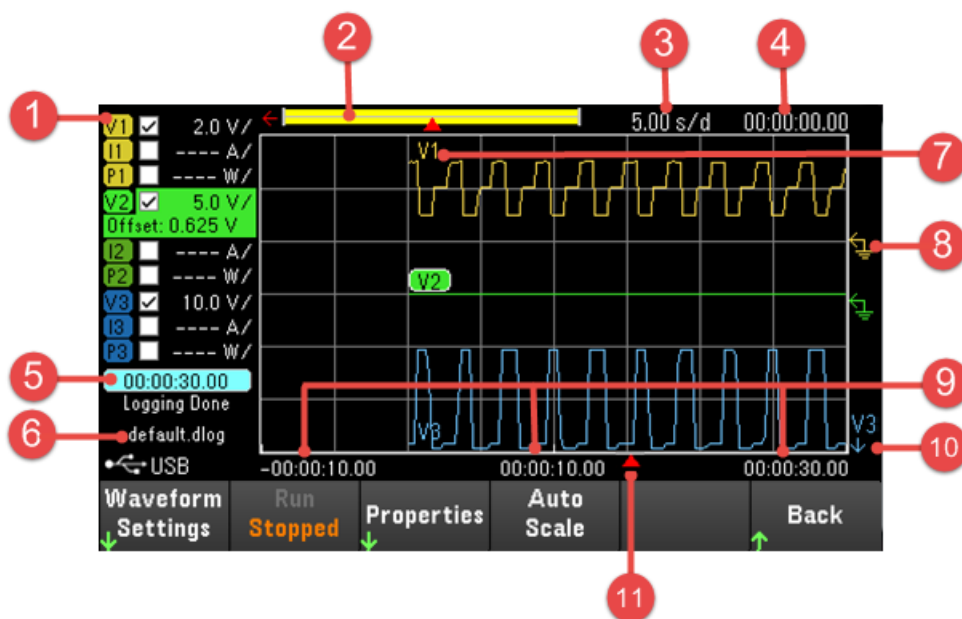 2
3
4
1
V1 2.0 V/
5.00 s/d 00:00:00.00
I1 ---- A/
V1
7
P1 ---- W/
V2 5.0 V/
Offset: 0.625 V
8
I2 ---- A/
P2 ---- W/
V2
V3 10.0 V/
I3 ---- A/
P3 ---- W/
5
00:00:30.00
9
Logging Done
6
default.dlog
V3
V3
10
USB
-00:00:10.00 00:00:10.00 00:00:30.00
Waveform Settings
Run Stopped
Properties
Auto Scale
Back
11